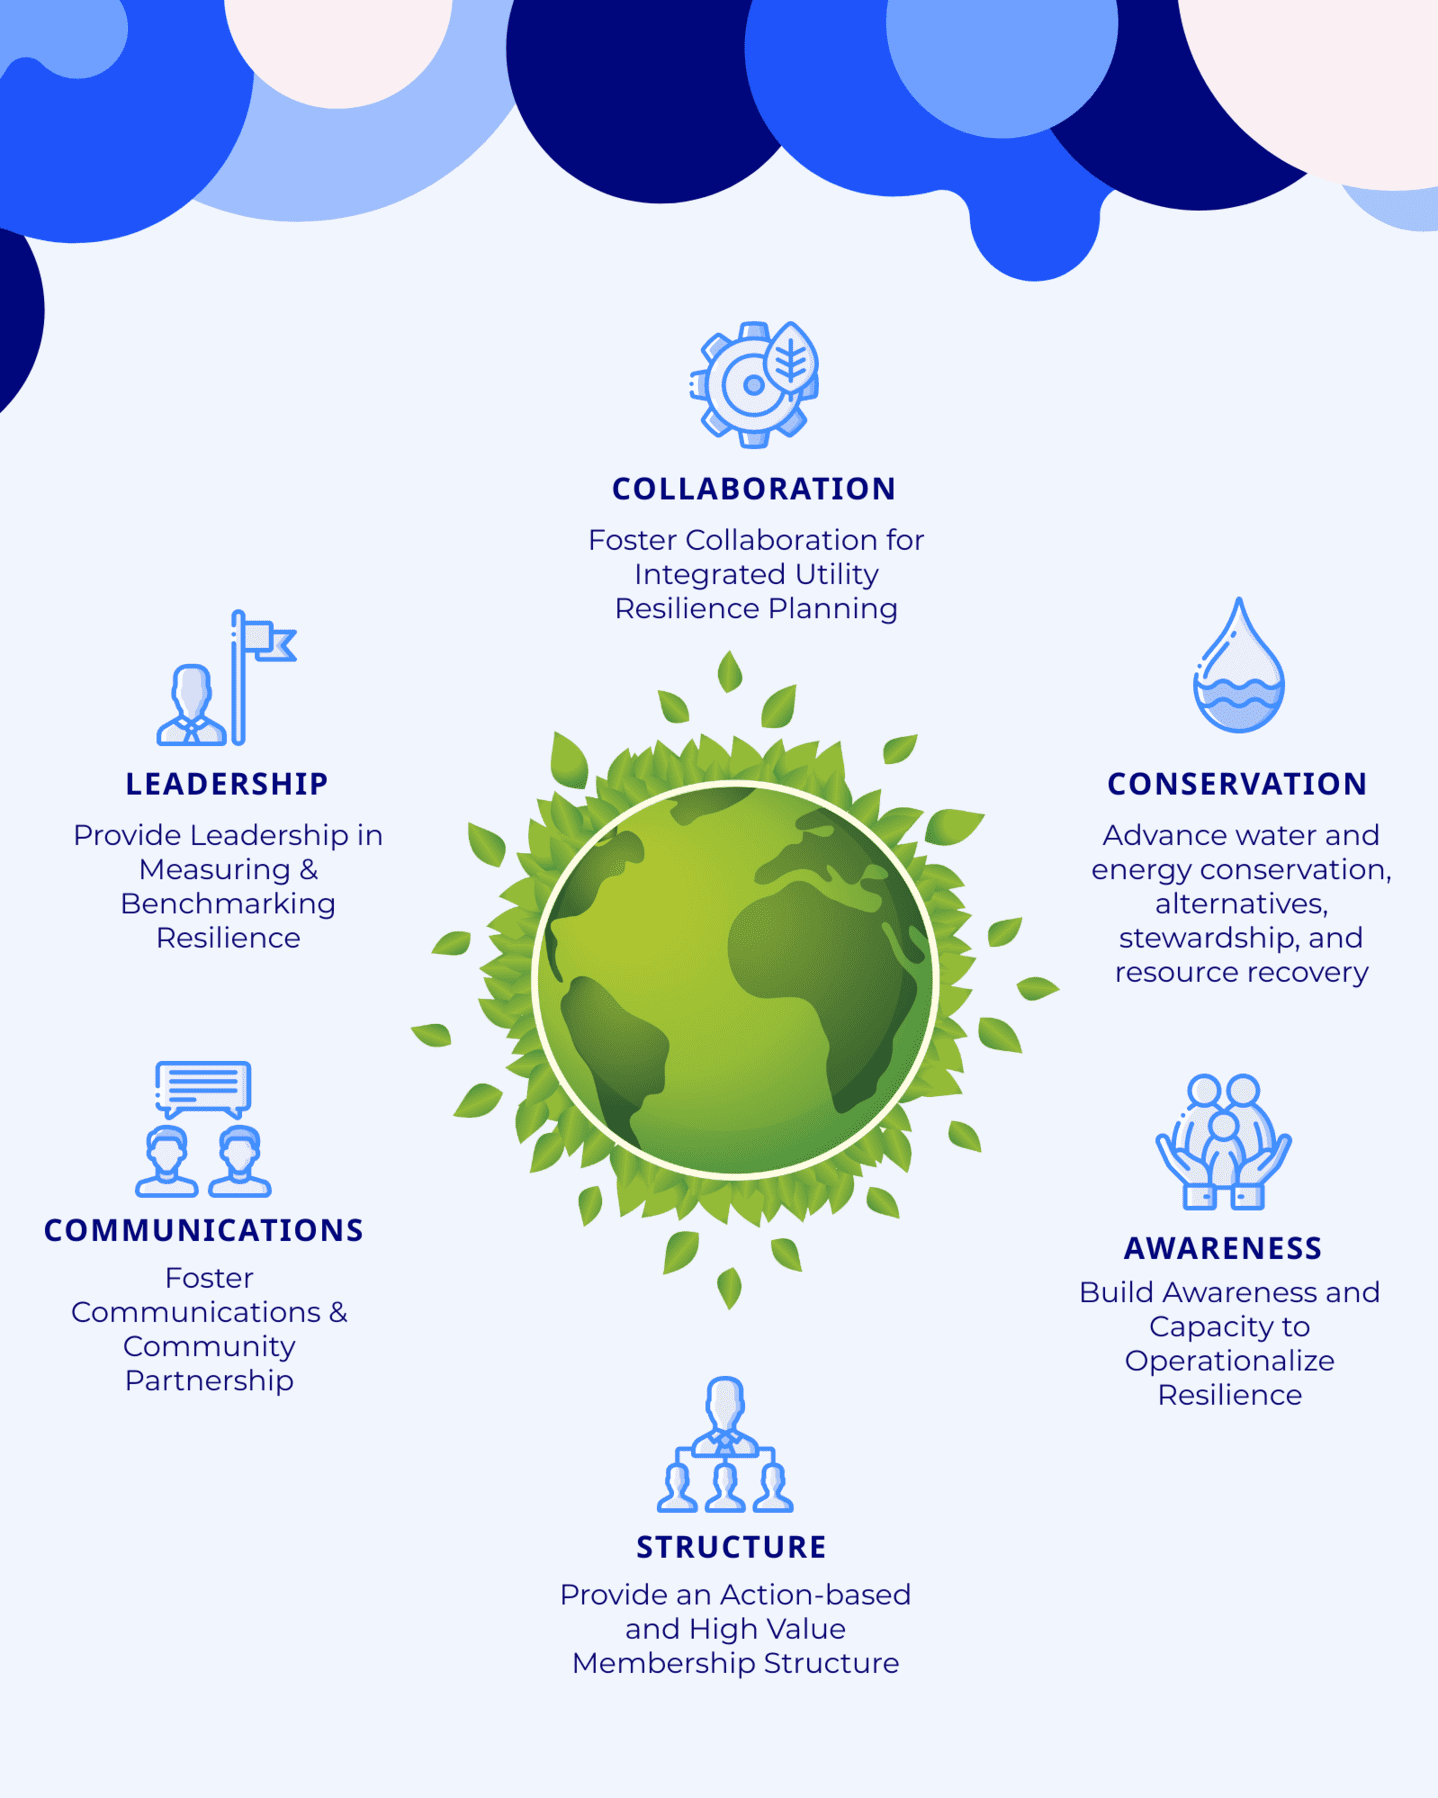 COLLABORATION
Foster Collaboration for
Integrated Utility
Resilience Planning
LEADERSHIP
Provide Leadership in
Measuring &
Benchmarking
Resilience
CONSERVATION
Advance water and
energy conservation,
alternatives,
stewardship, and
resource recovery
COMMUNICATIONS
Foster
Communications &
Community
Partnership
AWARENESS
Build Awareness and
Capacity to
Operationalize
Resilience
STRUCTURE
Provide an Action-based
and High Value
Membership Structure